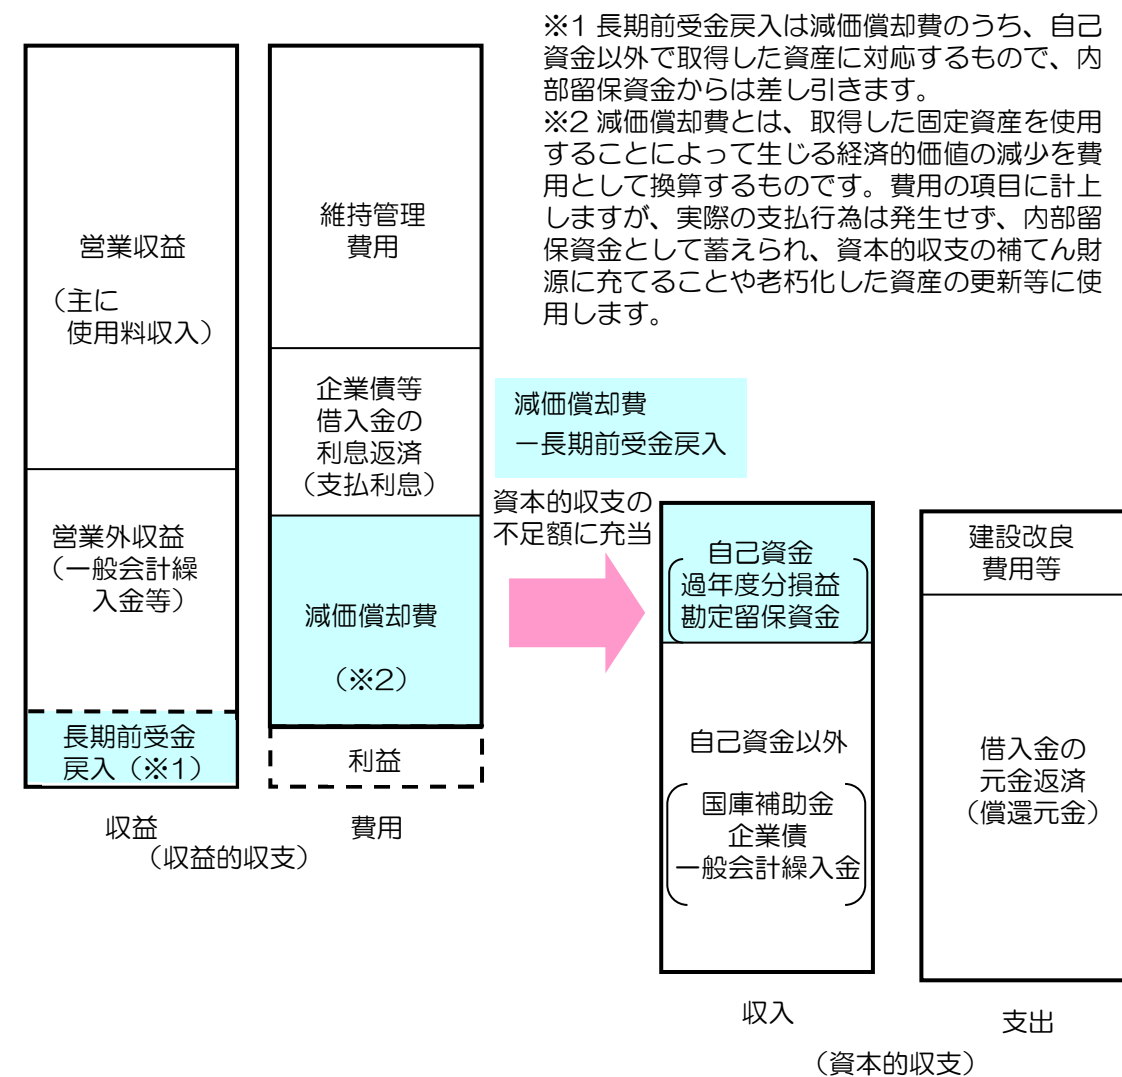 ※1 長期前受金戻入は減価償却費のうち、自己
資金以外で取得した資産に対応するもので、内
部留保資金からは差し引きます。
※2 減価償却費とは、取得した固定資産を使用
することによって生じる経済的価値の減少を費
用として換算するものです。費用の項目に計上
しますが、実際の支払行為は発生せず、内部留
保資金として蓄えられ、資本的収支の補てん財
源に充てることや老朽化した資産の更新等に使
用します。
営業収益
（主に
使用料収入）
営業外収益
（一般会計繰
入金等）
長期前受金
戻入（※1）
収益
維持管理
費用
企業債等
借入金の
利息返済
（支払利息）
減価償却費
（※2）
利益
費用
（収益的収支）
減価償却費
－長期前受金戻入
資本的収支の
不足額に充当
自己資金
過年度分損益
勘定留保資金
自己資金以外
国庫補助金
企業債
一般会計繰入金
収入
建設改良
費用等
借入金の
元金返済
（償還元金）
支出
（資本的収支）